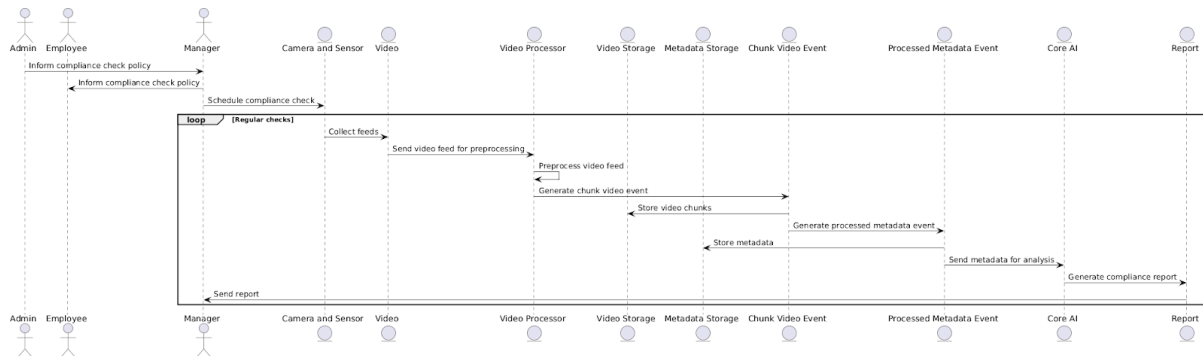 Admin Employee Manager Camera and Sensor Video Video Processor Video Storage Metadata Storage Chunk Video Event Processed Metadata Event Core AI Report
Inform compliance check policy
Inform compliance check policy
Schedule compliance check
loop [Regular checks]
Collect feeds
Send video feed for preprocessing
Preprocess video feed
Generate chunk video event
Store video chunks
Generate processed metadata event
Store metadata
Send metadata for analysis
Generate compliance report
Send report
Admin Employee Manager Camera and Sensor Video Video Processor Video Storage Metadata Storage Chunk Video Event Processed Metadata Event Core AI Report